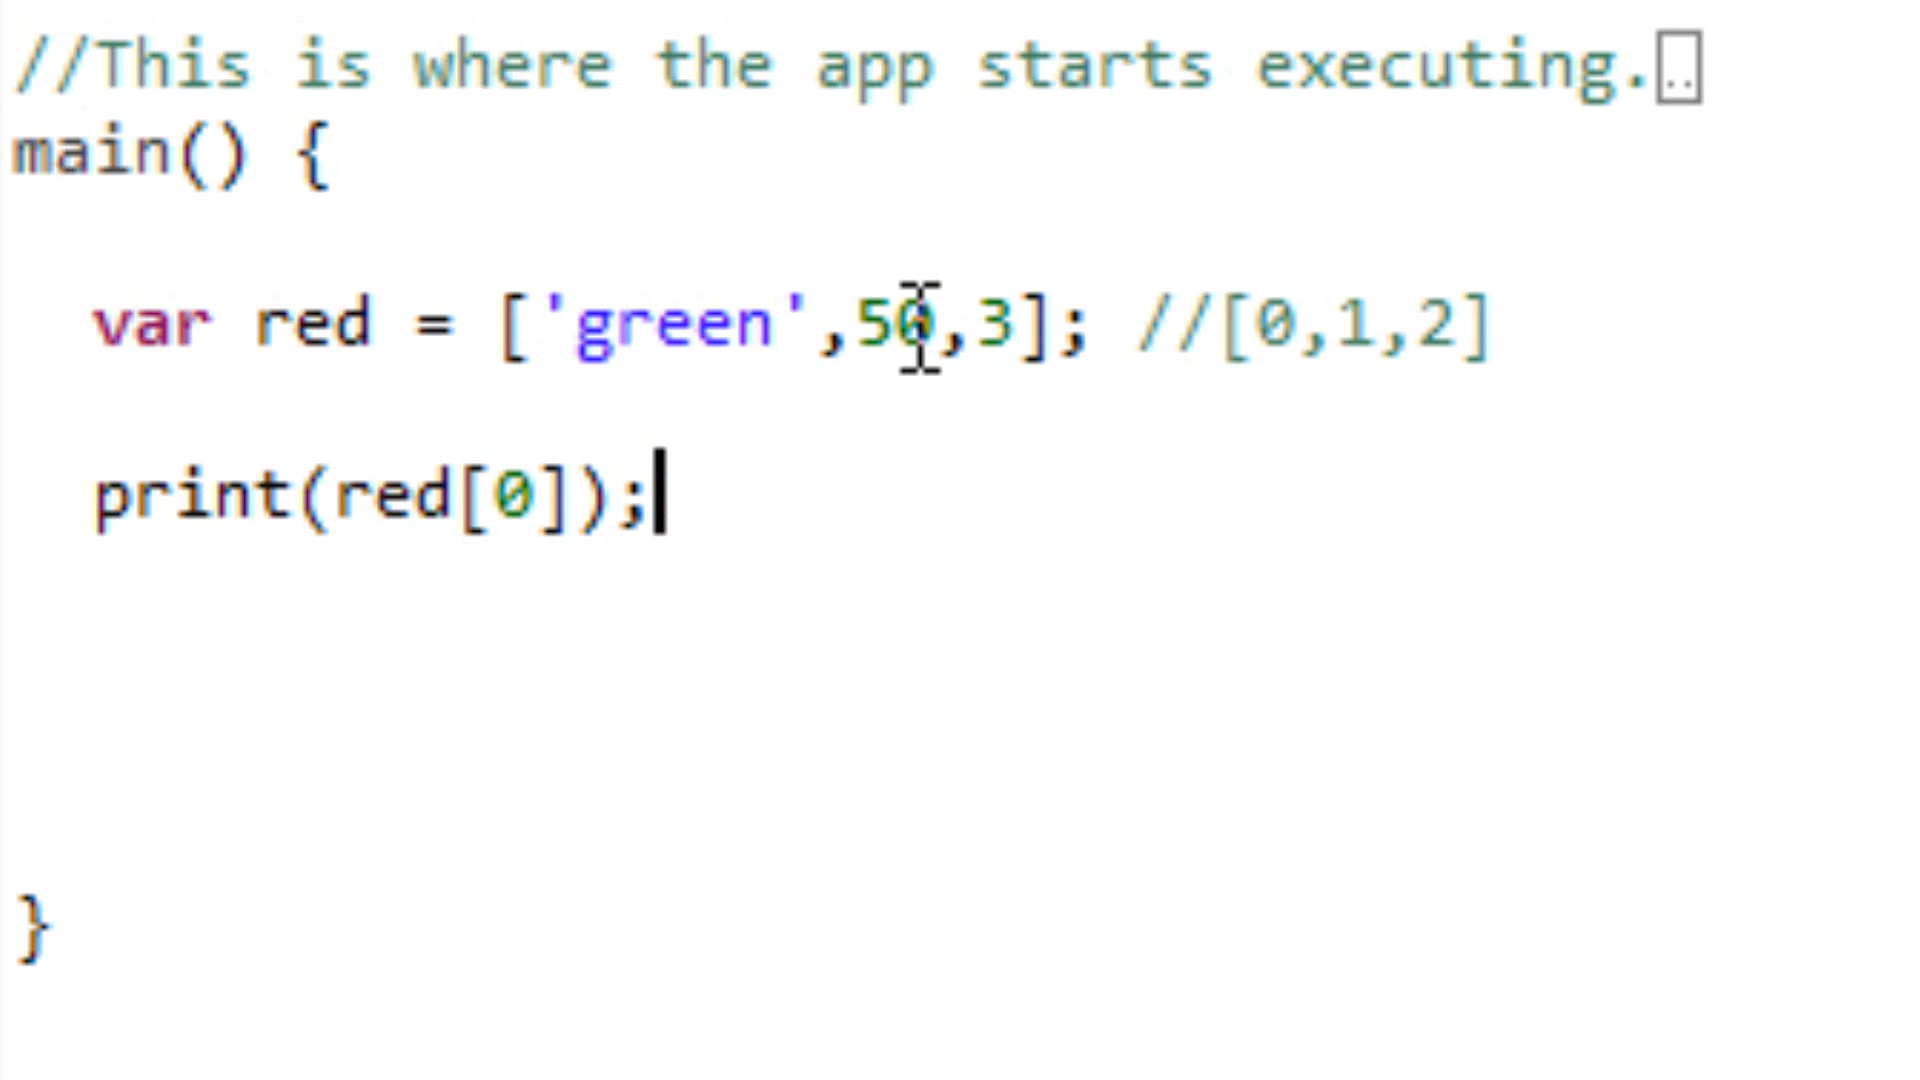 //This is where the app starts executing...
main() {
var red = ['green',50,3]; //[0,1,2]
print(red[0]);
}